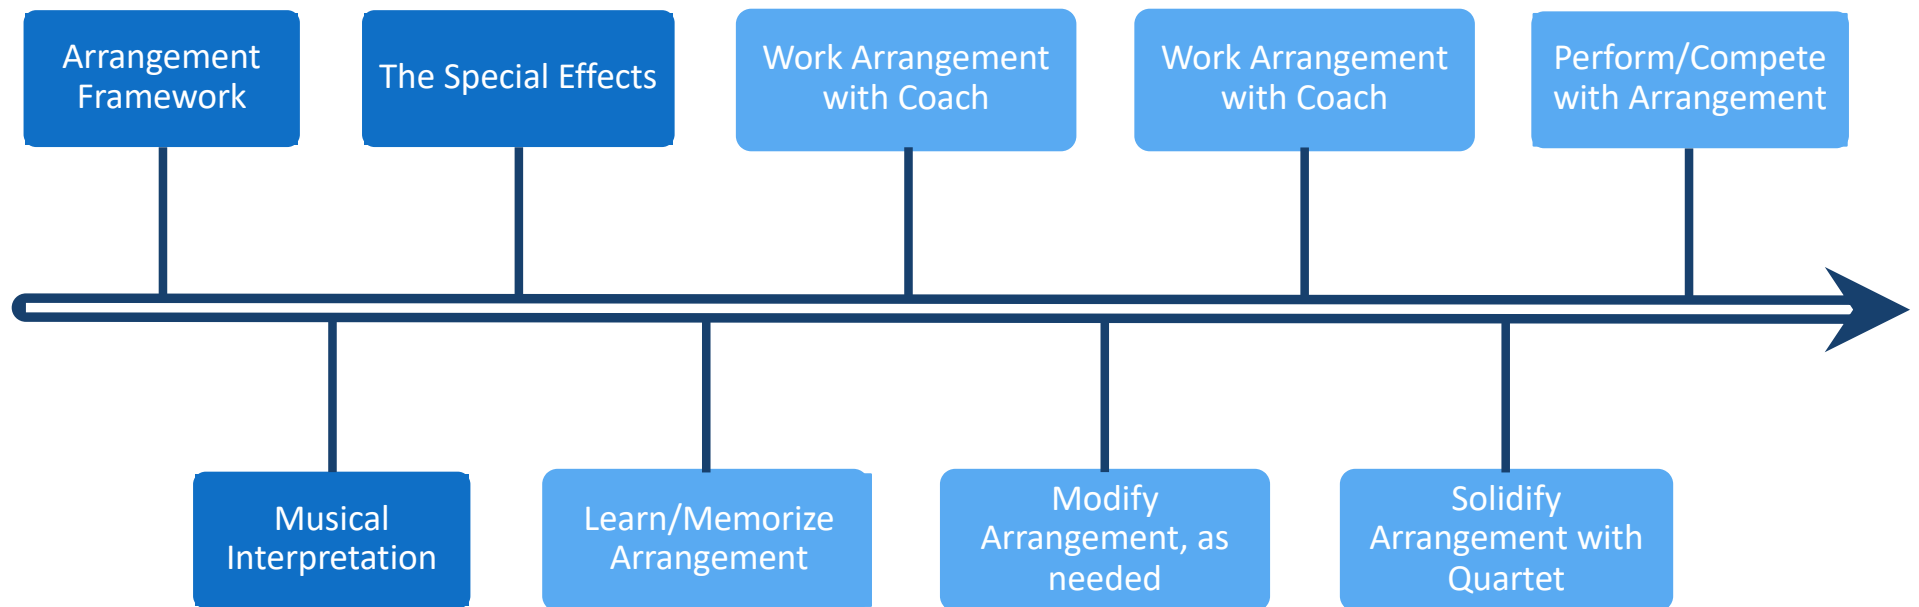 Arrangement
Framework
The Special Effects
Work Arrangement
with Coach
Work Arrangement
with Coach
Perform/Compete
with Arrangement
Musical
Interpretation
Learn/Memorize
Arrangement
Modify
Arrangement, as
needed
Solidify
Arrangement with
Quartet